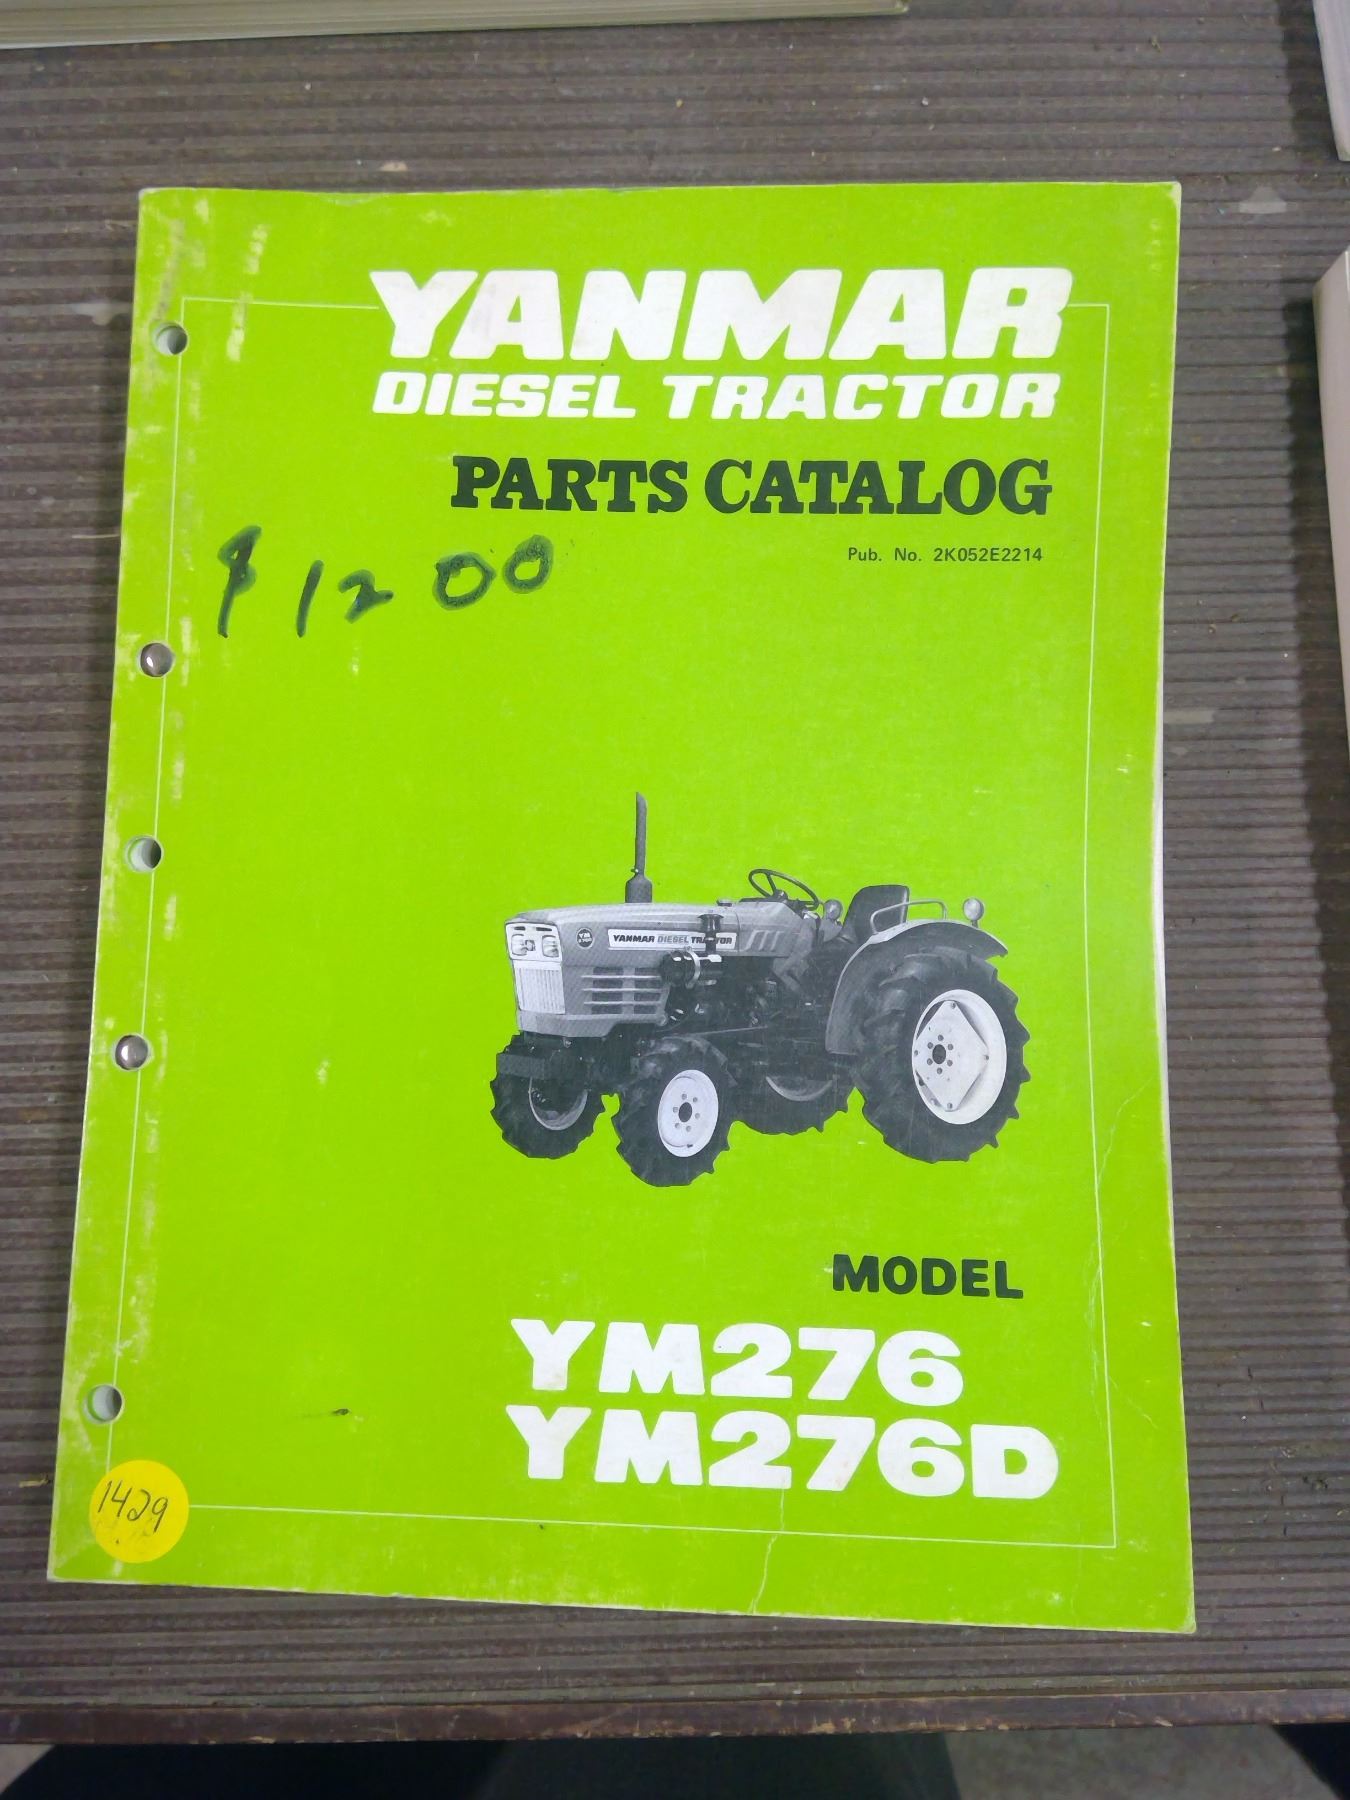 YANMAR
DIESEL TRACTOR
PARTS CATALOG
Pub. No. 2K052E2214
$ 12 00
YANMAR DIESEL TRACTOR
MODEL
YM276
YM276D
1429